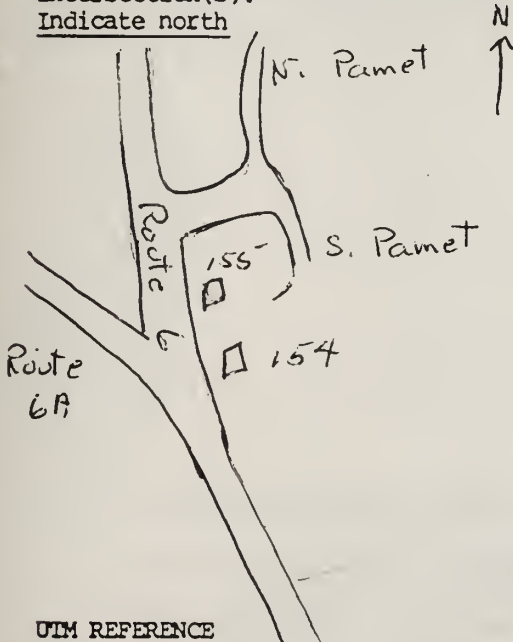 Indicate north
N
N. Pamet
S. Pamet
Route 6
155
154
Route
6A
UTM REFERENCE